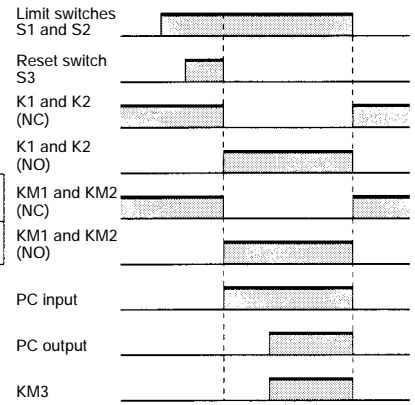 Limit switches
S1 and S2
Reset switch
S3
K1 and K2
(NC)
K1 and K2
(NO)
KM1 and KM2
(NC)
KM1 and KM2
(NO)
PC input
PC output
KM3